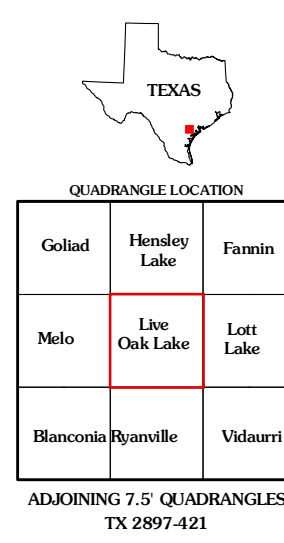 TEXAS
QUADRANGLE LOCATION
Goliad
Hensley
Lake
Fannin
Melo
Live
Oak Lake
Lott
Lake
Blanconia
Ryanville
Vidaurri
ADJOINING 7.5' QUADRANGLES
TX 2897-421